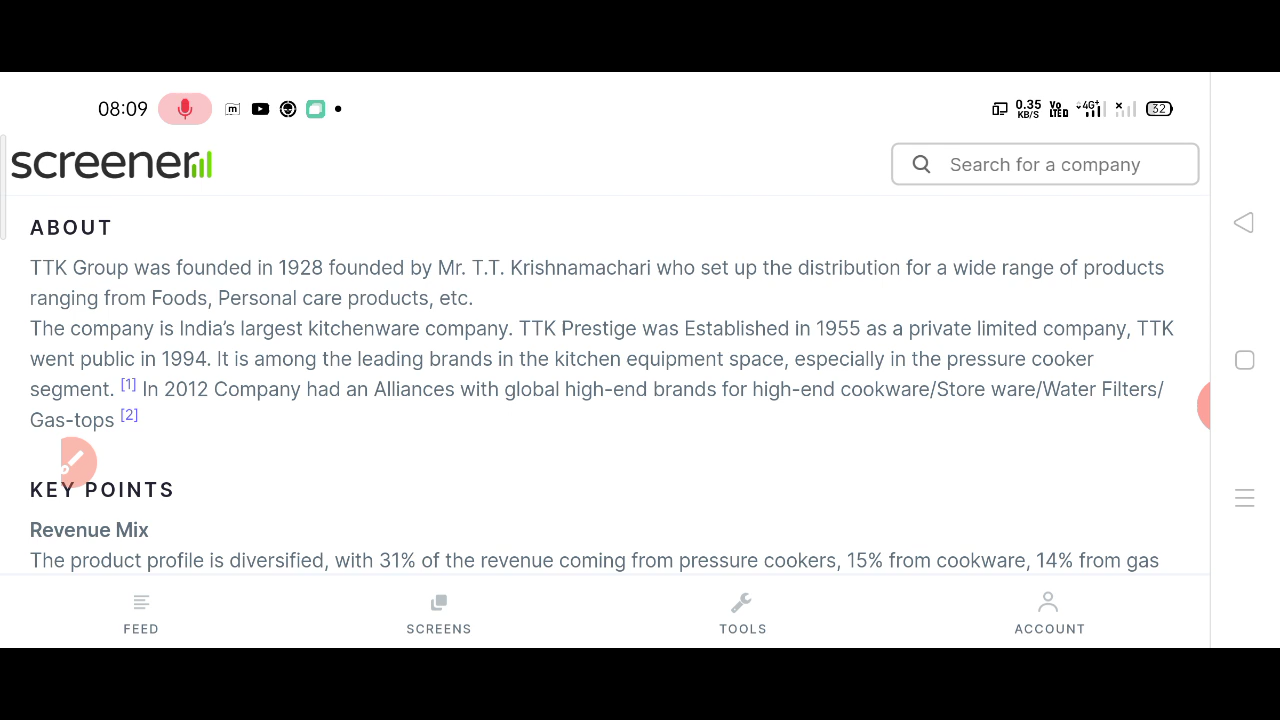 08:09 m 0.35 KB/S Vo LTED 4G+ x 32
screener
Search for a company
ABOUT
TTK Group was founded in 1928 founded by Mr. T.T. Krishnamachari who set up the distribution for a wide range of products
ranging from Foods, Personal care products, etc.
The company is India’s largest kitchenware company. TTK Prestige was Established in 1955 as a private limited company, TTK
went public in 1994. It is among the leading brands in the kitchen equipment space, especially in the pressure cooker
segment. [1] In 2012 Company had an Alliances with global high-end brands for high-end cookware/Store ware/Water Filters/
Gas-tops [2]
KEY POINTS
Revenue Mix
The product profile is diversified, with 31% of the revenue coming from pressure cookers, 15% from cookware, 14% from gas
FEED SCREENS TOOLS ACCOUNT